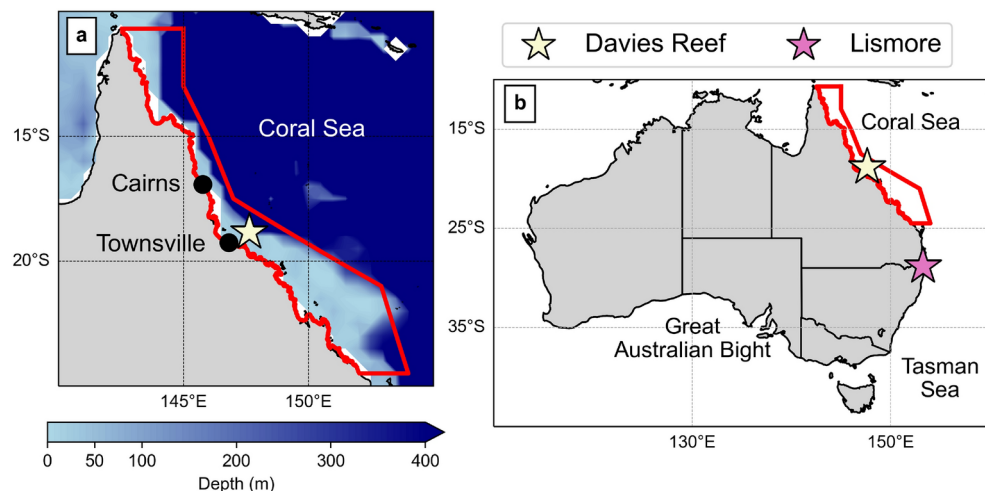 a
Coral Sea
15°S
Cairns
Townsville
20°S
145°E 150°E
0 50 100 200 300 400
Depth (m)
Davies Reef Lismore
b
15°S
Coral Sea
25°S
35°S
Great
Australian Bight
Tasman
Sea
130°E 150°E